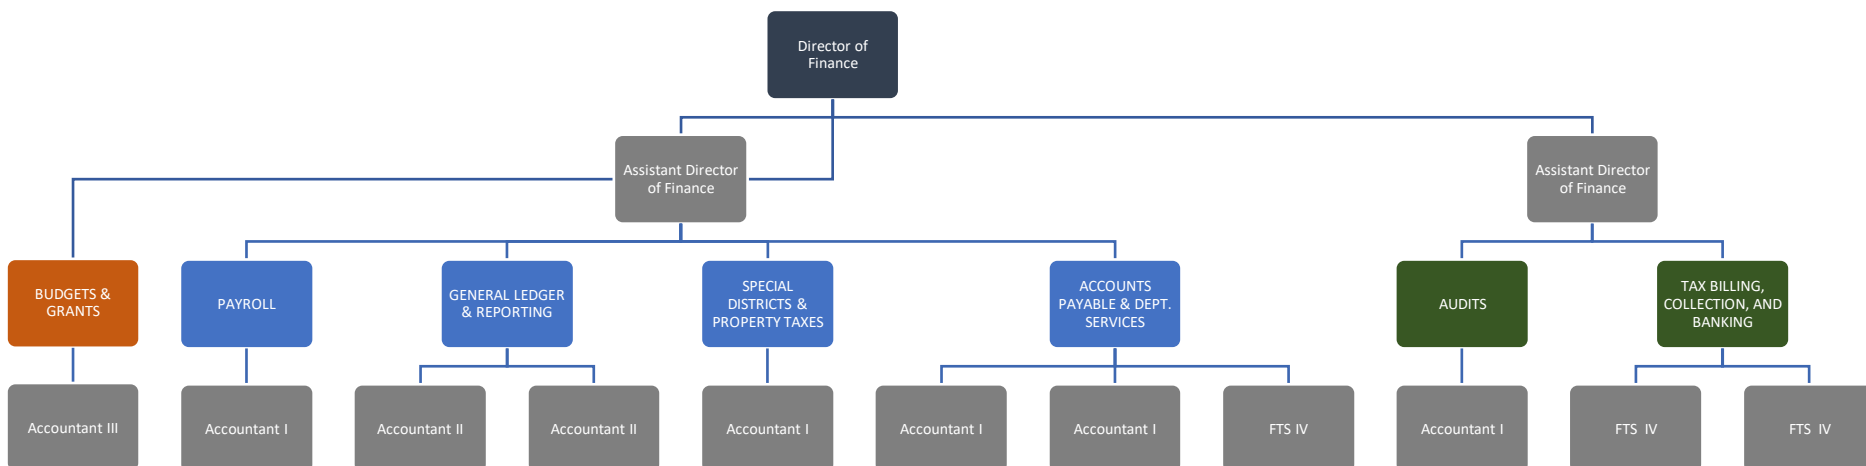 Director of
Finance
Assistant Director
of Finance
Assistant Director
of Finance
BUDGETS &
GRANTS
PAYROLL
GENERAL LEDGER
& REPORTING
SPECIAL
DISTRICTS &
PROPERTY TAXES
ACCOUNTS
PAYABLE & DEPT.
SERVICES
AUDITS
TAX BILLING,
COLLECTION, AND
BANKING
Accountant III
Accountant I
Accountant II
Accountant II
Accountant I
Accountant I
Accountant I
FTS IV
Accountant I
FTS IV
FTS IV